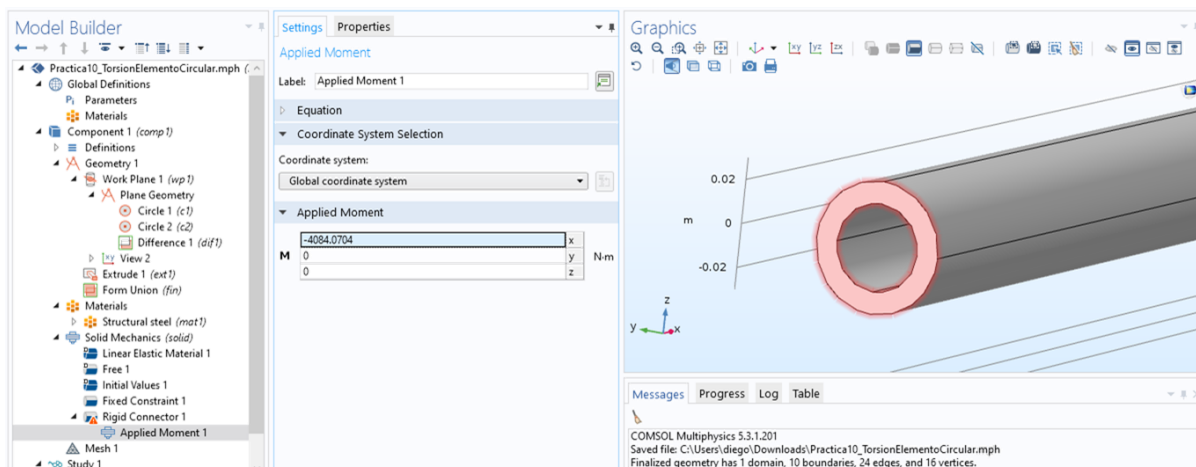 Model Builder
Practica10_TorsionElementoCircular.mph (.
Global Definitions
Pi Parameters
Materials
Component 1 (comp1)
Definitions
Geometry 1
Work Plane 1 (wp1)
Plane Geometry
Circle 1 (c1)
Circle 2 (c2)
Difference 1 (dif1)
View 2
Extrude 1 (ext1)
Form Union (fin)
Materials
Structural steel (mat1)
Solid Mechanics (solid)
Linear Elastic Material 1
Free 1
Initial Values 1
Fixed Constraint 1
Rigid Connector 1
Applied Moment 1
Mesh 1
Study 1
Settings Properties
Applied Moment
Label: Applied Moment 1
Equation
Coordinate System Selection
Coordinate system:
Global coordinate system
Applied Moment
-4084.0704 x
M 0 y N·m
0 z
Graphics
xy yz zx
0.02
m 0
-0.02
z
y x
Messages Progress Log Table
COMSOL Multiphysics 5.3.1.201
Saved file: C:\Users\diego\Downloads\Practica10_TorsionElementoCircular.mph
Finalized geometry has 1 domain, 10 boundaries, 24 edges, and 16 vertices.